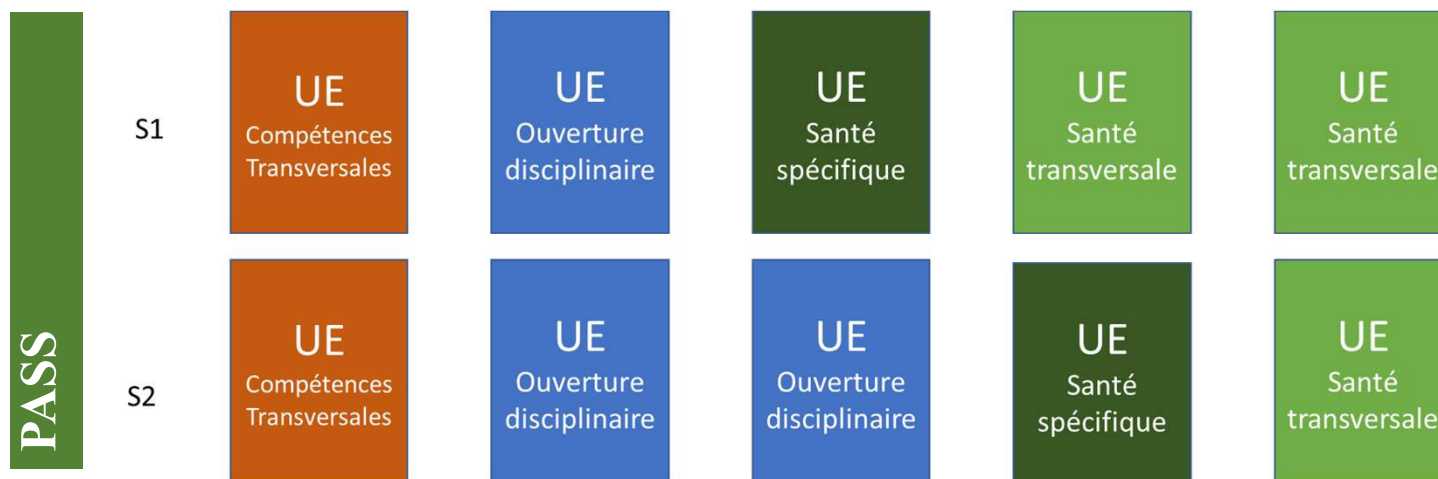 PASS
S1
UE
Compétences
Transversales
UE
Ouverture
disciplinaire
UE
Santé
spécifique
UE
Santé
transversale
UE
Santé
transversale
S2
UE
Compétences
Transversales
UE
Ouverture
disciplinaire
UE
Ouverture
disciplinaire
UE
Santé
spécifique
UE
Santé
transversale